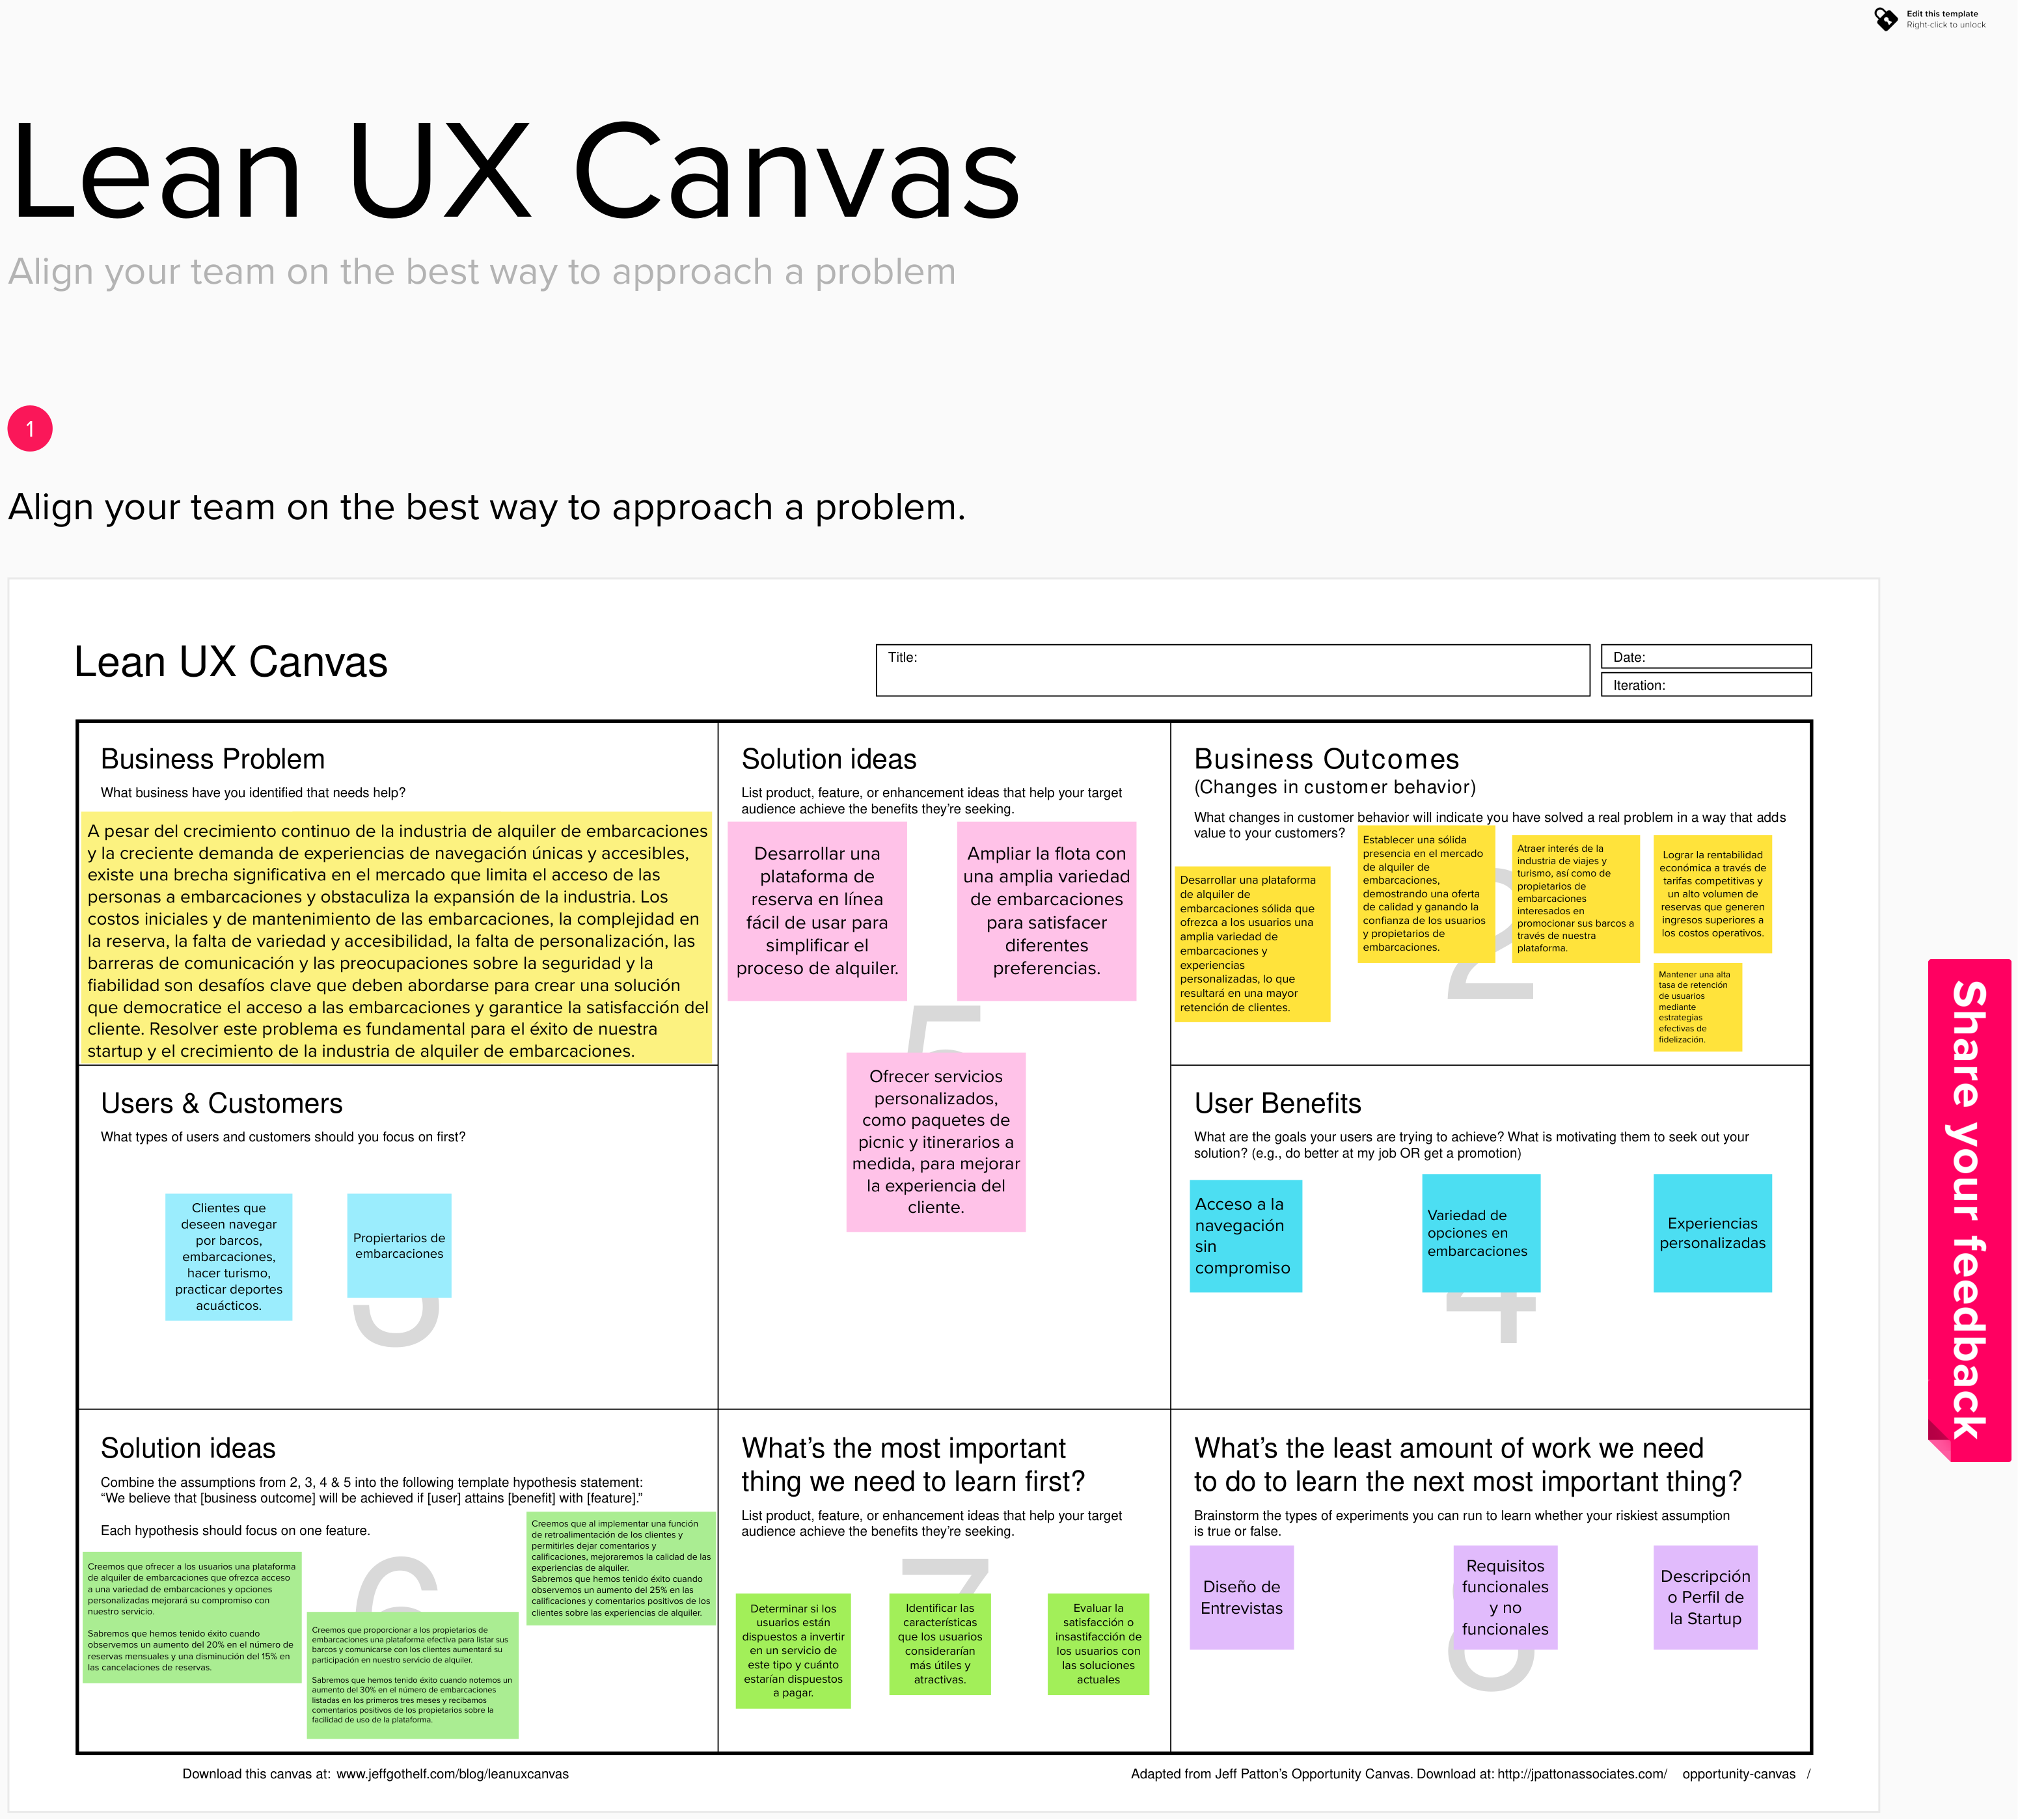 Edit this template
Right-click to unlock
Lean UX Canvas
Align your team on the best way to approach a problem
1
Align your team on the best way to approach a problem.
Lean UX Canvas
Title:
Date:
Iteration:
Business Problem
What business have you identified that needs help?
A pesar del crecimiento continuo de la industria de alquiler de embarcaciones
y la creciente demanda de experiencias de navegación únicas y accesibles,
existe una brecha significativa en el mercado que limita el acceso de las
personas a embarcaciones y obstaculiza la expansión de la industria. Los
costos iniciales y de mantenimiento de las embarcaciones, la complejidad en
la reserva, la falta de variedad y accesibilidad, la falta de personalización, las
barreras de comunicación y las preocupaciones sobre la seguridad y la
fiabilidad son desafíos clave que deben abordarse para crear una solución
que democratice el acceso a las embarcaciones y garantice la satisfacción del
cliente. Resolver este problema es fundamental para el éxito de nuestra
startup y el crecimiento de la industria de alquiler de embarcaciones.
Solution ideas
List product, feature, or enhancement ideas that help your target
audience achieve the benefits they're seeking.
Desarrollar una
plataforma de
reserva en línea
fácil de usar para
simplificar el
proceso de alquiler.
Ampliar la flota con
una amplia variedad
de embarcaciones
para satisfacer
diferentes
preferencias.
5
Ofrecer servicios
personalizados,
como paquetes de
picnic y itinerarios a
medida, para mejorar
la experiencia del
cliente.
Business Outcomes
(Changes in customer behavior)
What changes in customer behavior will indicate you have solved a real problem in a way that adds
value to your customers?
Desarrollar una plataforma
de alquiler de
embarcaciones sólida que
ofrezca a los usuarios una
amplia variedad de
embarcaciones y
experiencias
personalizadas, lo que
resultará en una mayor
retención de clientes.
Establecer una sólida
presencia en el mercado
de alquiler de
embarcaciones,
demostrando una oferta
de calidad y ganando la
confianza de los usuarios
y propietarios de
embarcaciones.
Atraer interés de la
industria de viajes y
turismo, así como de
propietarios de
embarcaciones
interesados en
promocionar sus barcos a
través de nuestra
plataforma.
Lograr la rentabilidad
económica a través de
tarifas competitivas y
un alto volumen de
reservas que generen
ingresos superiores a
los costos operativos.
Mantener una alta
tasa de retención
de usuarios
mediante
estrategias
efectivas de
fidelización.
2
Users & Customers
What types of users and customers should you focus on first?
Clientes que
deseen navegar
por barcos,
embarcaciones,
hacer turismo,
practicar deportes
acuácticos.
Propiertarios de
embarcaciones
3
User Benefits
What are the goals your users are trying to achieve? What is motivating them to seek out your
solution? (e.g., do better at my job OR get a promotion)
Acceso a la
navegación
sin
compromiso
Variedad de
opciones en
embarcaciones
Experiencias
personalizadas
4
Solution ideas
Combine the assumptions from 2, 3, 4 & 5 into the following template hypothesis statement:
“We believe that [business outcome] will be achieved if [user] attains [benefit] with [feature].”
Each hypothesis should focus on one feature.
Creemos que ofrecer a los usuarios una plataforma
de alquiler de embarcaciones que ofrezca acceso
a una variedad de embarcaciones y opciones
personalizadas mejorará su compromiso con
nuestro servicio.
Sabremos que hemos tenido éxito cuando
observemos un aumento del 20% en el número de
reservas mensuales y una disminución del 15% en
las cancelaciones de reservas.
6
Creemos que proporcionar a los propietarios de
embarcaciones una plataforma efectiva para listar sus
barcos y comunicarse con los clientes aumentará su
participación en nuestro servicio de alquiler.
Sabremos que hemos tenido éxito cuando notemos un
aumento del 30% en el número de embarcaciones
listadas en los primeros tres meses y recibamos
comentarios positivos de los propietarios sobre la
facilidad de uso de la plataforma.
Creemos que al implementar una función
de retroalimentación de los clientes y
permitirles dejar comentarios y
calificaciones, mejoraremos la calidad de las
experiencias de alquiler.
Sabremos que hemos tenido éxito cuando
observemos un aumento del 25% en las
calificaciones y comentarios positivos de los
clientes sobre las experiencias de alquiler.
What's the most important
thing we need to learn first?
List product, feature, or enhancement ideas that help your target
audience achieve the benefits they're seeking.
7
Determinar si los
usuarios están
dispuestos a invertir
en un servicio de
este tipo y cuánto
estarían dispuestos
a pagar.
Identificar las
características
que los usuarios
considerarían
más útiles y
atractivas.
Evaluar la
satisfacción o
insastifacción de
los usuarios con
las soluciones
actuales
What's the least amount of work we need
to do to learn the next most important thing?
Brainstorm the types of experiments you can run to learn whether your riskiest assumption
is true or false.
Diseño de
Entrevistas
Requisitos
funcionales
y no
funcionales
Descripción
o Perfil de
la Startup
8
Download this canvas at: www.jeffgothelf.com/blog/leanuxcanvas
Adapted from Jeff Patton's Opportunity Canvas. Download at: http://jpattonassociates.com/ opportunity-canvas /
Share your feedback